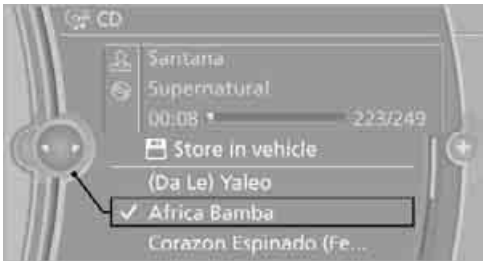 CD
Santana
Supernatural
00:08 223/249
Store in vehicle
(Da Le) Yaleo
Africa Bamba
Corazon Espinado (Fe...